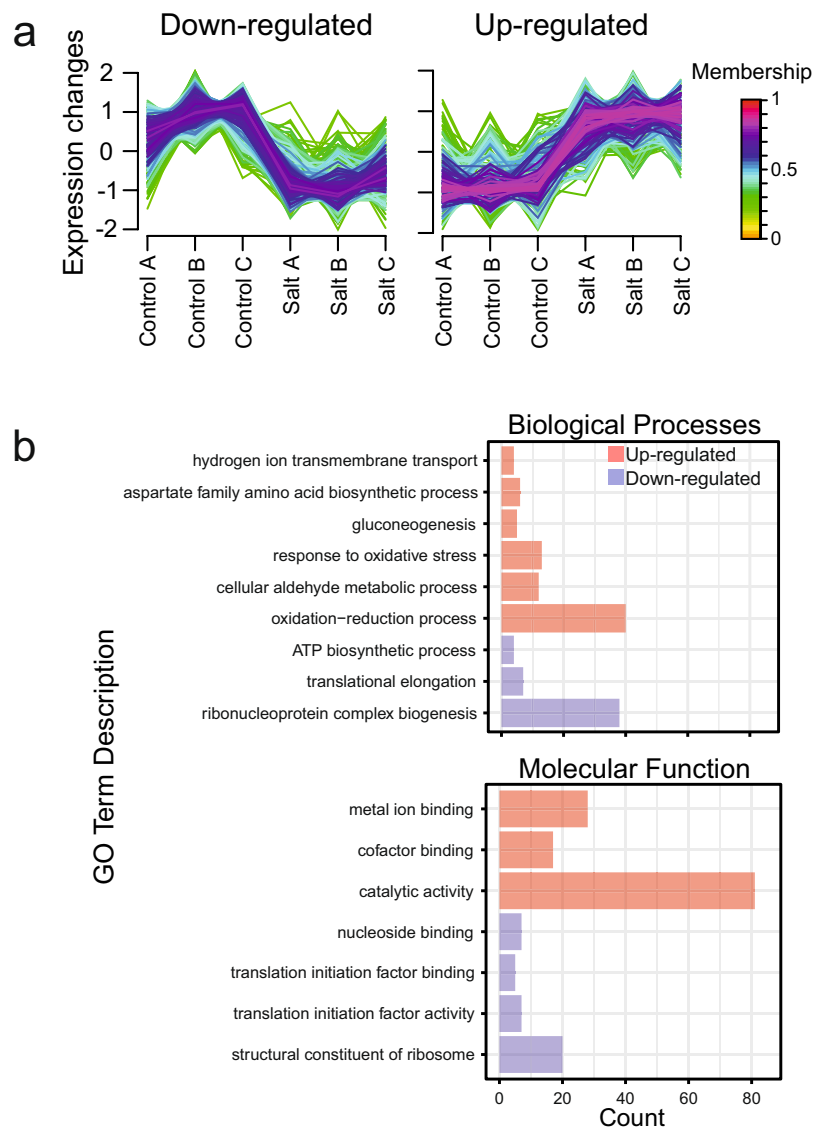 a
Down-regulated
Up-regulated
Expression changes
2
1
0
-1
-2
Control A
Control B
Control C
Salt A
Salt B
Salt C
Control A
Control B
Control C
Salt A
Salt B
Salt C
Membership
1
0.5
0
b
GO Term Description
Biological Processes
Up-regulated
Down-regulated
hydrogen ion transmembrane transport
aspartate family amino acid biosynthetic process
gluconeogenesis
response to oxidative stress
cellular aldehyde metabolic process
oxidation−reduction process
ATP biosynthetic process
translational elongation
ribonucleoprotein complex biogenesis
Molecular Function
metal ion binding
cofactor binding
catalytic activity
nucleoside binding
translation initiation factor binding
translation initiation factor activity
structural constituent of ribosome
0 20 40 60 80
Count